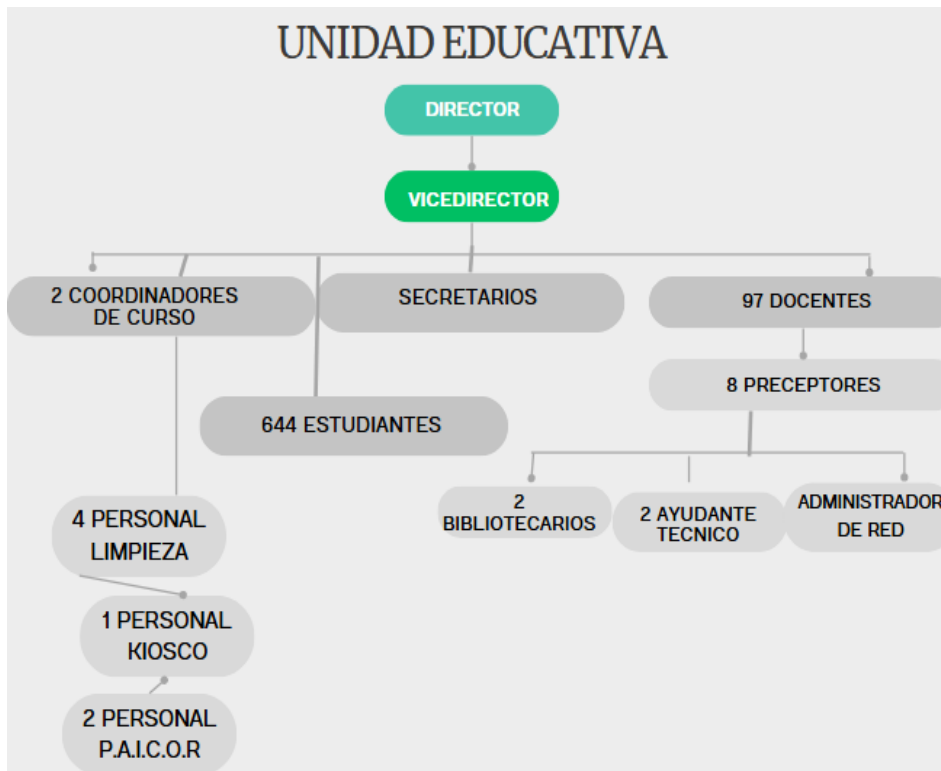 UNIDAD EDUCATIVA
DIRECTOR
VICEDIRECTOR
2 COORDINADORES
DE CURSO
SECRETARIOS
97 DOCENTES
8 PRECEPTORES
644 ESTUDIANTES
2
BIBLIOTECARIOS
2 AYUDANTE
TECNICO
ADMINISTRADOR
DE RED
4 PERSONAL
LIMPIEZA
1 PERSONAL
KIOSCO
2 PERSONAL
P.A.I.C.O.R